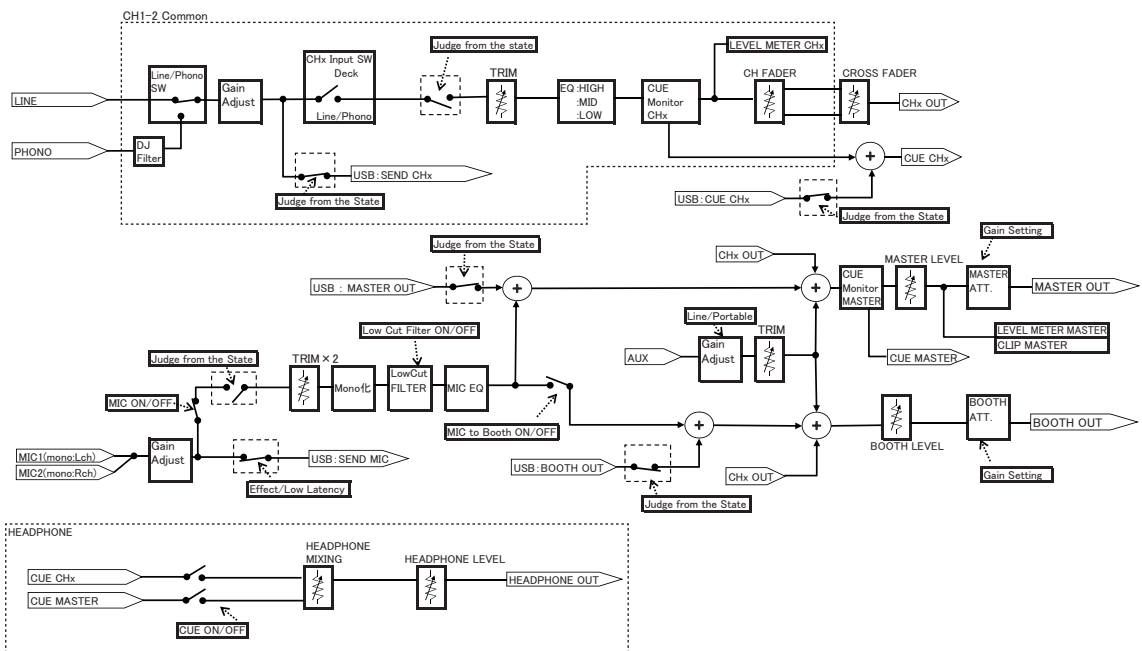 CH1-2 Common
Judge from the state
LEVEL METER CHx
Line/Phono
SW
CHx Input SW
Deck
TRIM
CH FADER
CROSS FADER
LINE
Gain
Adjust
EQ :HIGH
:MID
:LOW
CUE
Monitor
CHx
CHx OUT
Line/Phono
PHONO
DJ
Filter
+
CUE CHx
USB:SEND CHx
Judge from the State
USB:CUE CHx
Judge from the State
Gain Setting
Judge from the State
CHx OUT
MASTER LEVEL
USB : MASTER OUT
+
+
CUE
Monitor
MASTER
MASTER
ATT.
MASTER OUT
Line/Portable
TRIM
Low Cut Filter ON/OFF
LEVEL METER MASTER
CLIP MASTER
AUX
Gain
Adjust
CUE MASTER
Judge from the State
TRIM×2
Mono化
LowCut
FILTER
MIC EQ
MIC ON/OFF
MIC to Booth ON/OFF
+
+
BOOTH
ATT.
BOOTH OUT
BOOTH LEVEL
MIC1(mono:Lch)
MIC2(mono:Rch)
Gain
Adjust
USB:SEND MIC
USB:BOOTH OUT
CHx OUT
Gain Setting
Effect/Low Latency
Judge from the State
HEADPHONE
HEADPHONE
MIXING
HEADPHONE LEVEL
CUE CHx
HEADPHONE OUT
CUE MASTER
CUE ON/OFF